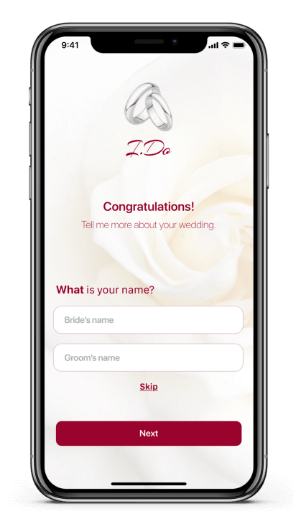 9:41
I.Do
Congratulations!
Tell me more about your wedding.
What is your name?
Bride's name
Groom's name
Skip
Next